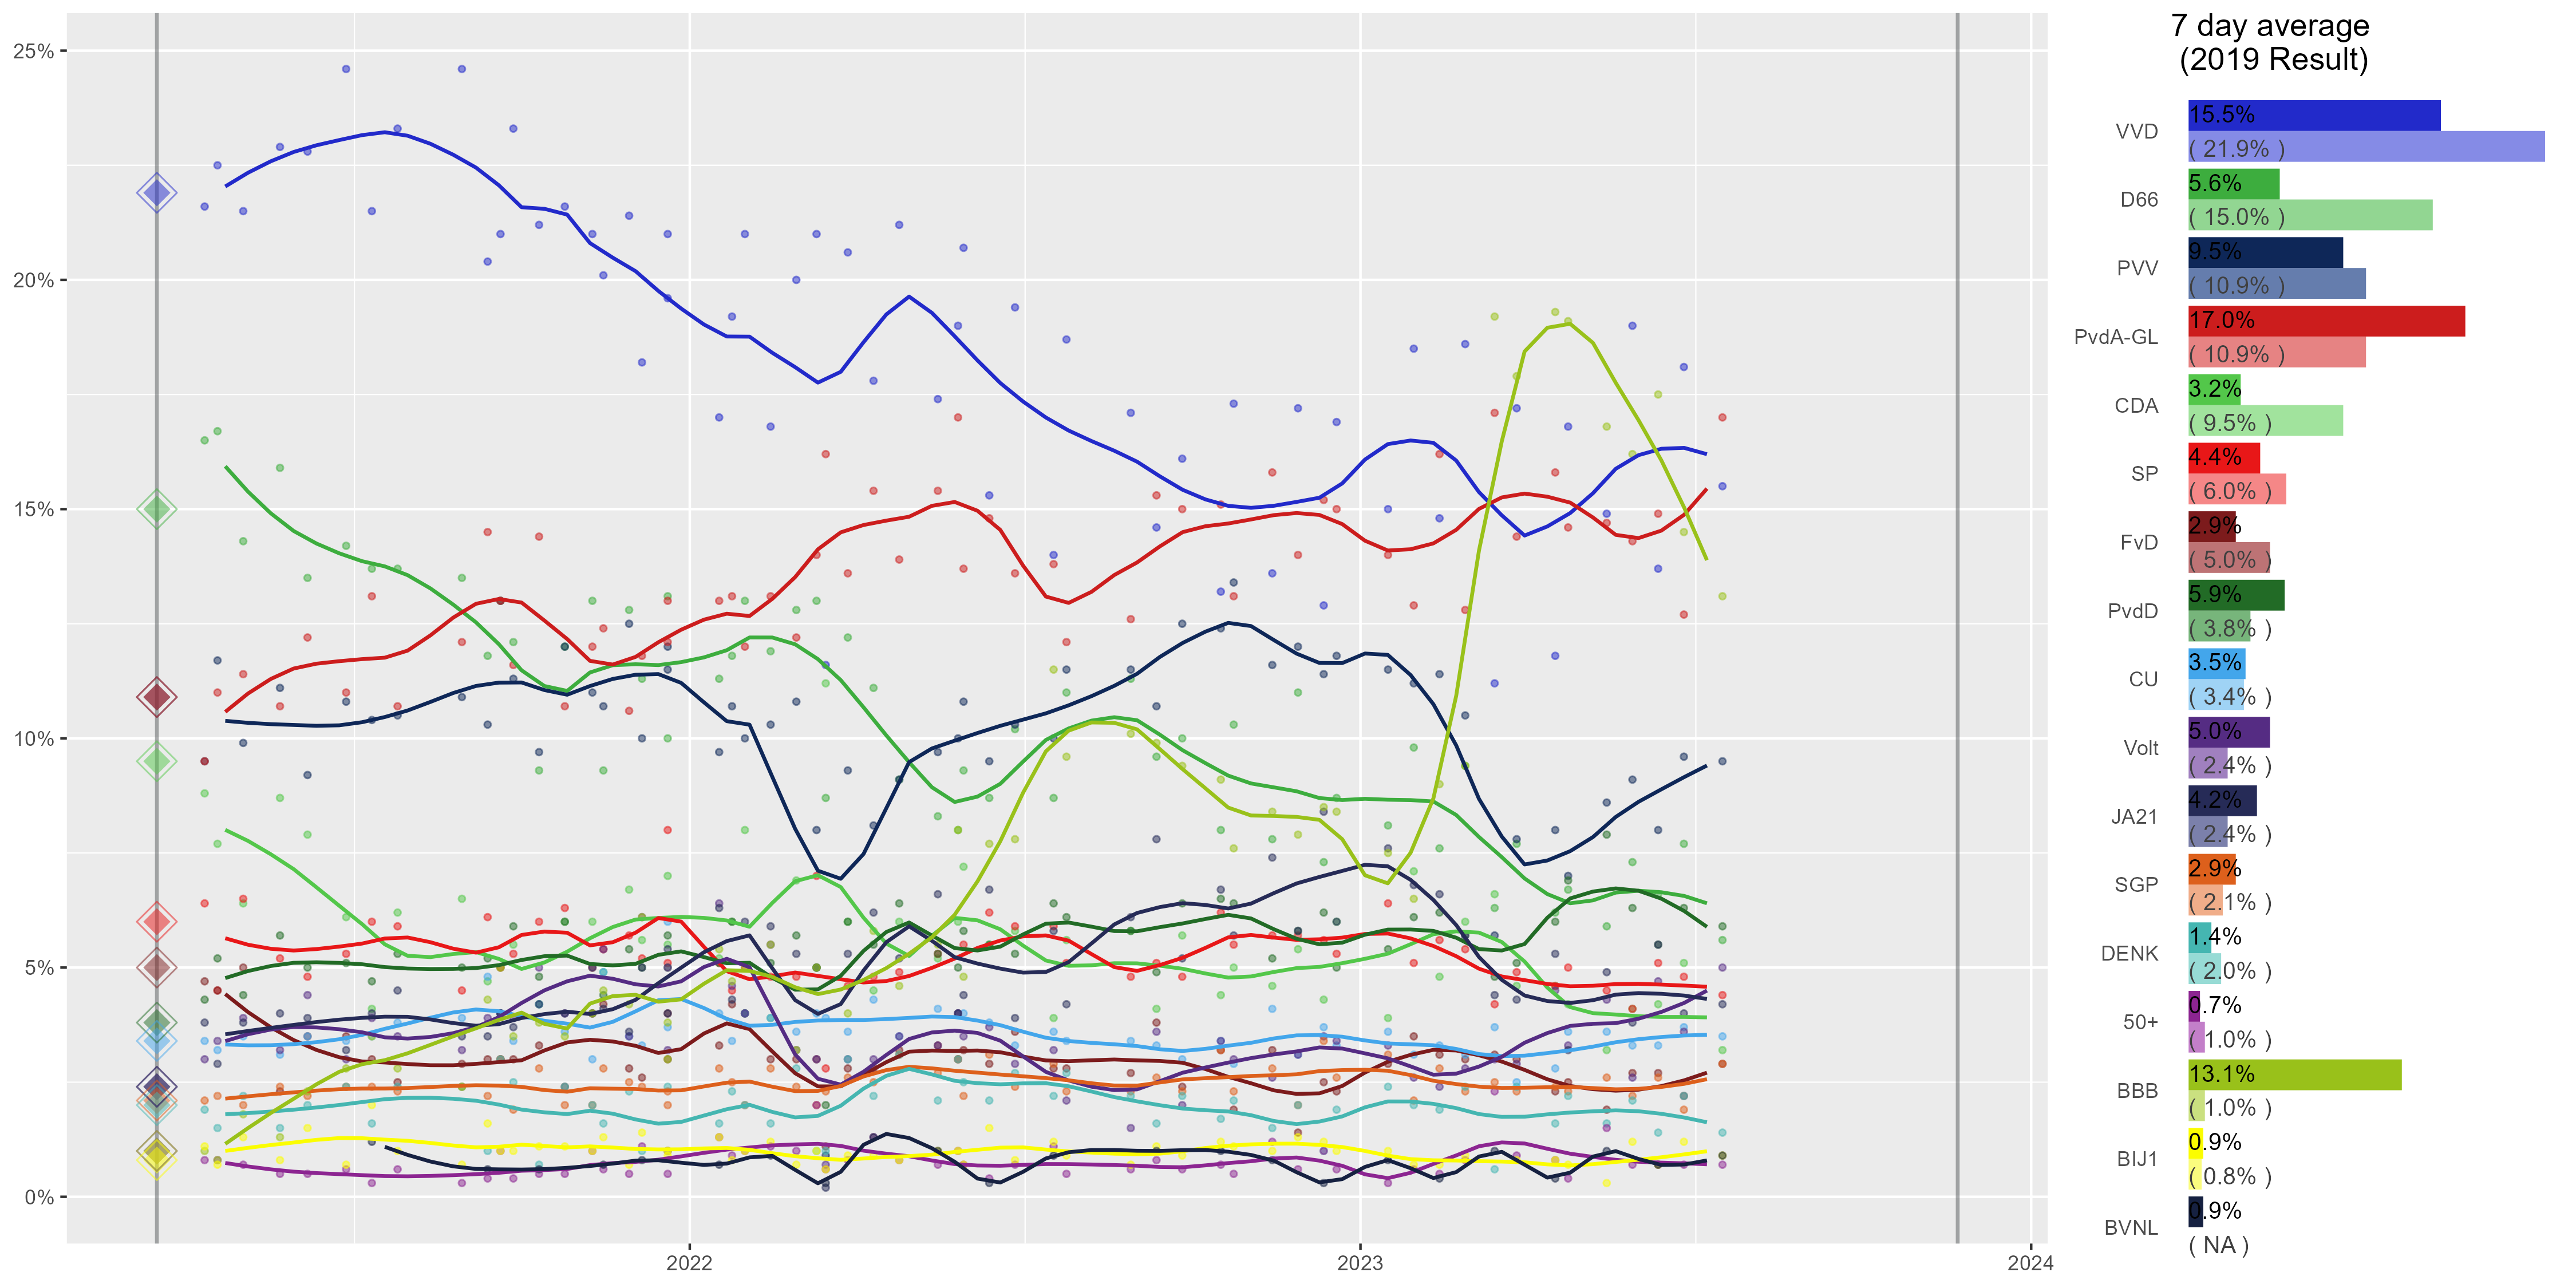 25%
20%
15%
10%
5%
0%
2022
2023
2024
7 day average
(2019 Result)
VVD
15.5%
( 21.9% )
D66
5.6%
( 15.0% )
PVV
9.5%
( 10.9% )
PvdA-GL
17.0%
( 10.9% )
CDA
3.2%
( 9.5% )
SP
4.4%
( 6.0% )
FvD
2.9%
( 5.0% )
PvdD
5.9%
( 3.8% )
CU
3.5%
( 3.4% )
Volt
5.0%
( 2.4% )
JA21
4.2%
( 2.4% )
SGP
2.9%
( 2.1% )
DENK
1.4%
( 2.0% )
50+
0.7%
( 1.0% )
BBB
13.1%
( 1.0% )
BIJ1
0.9%
( 0.8% )
BVNL
0.9%
( NA )